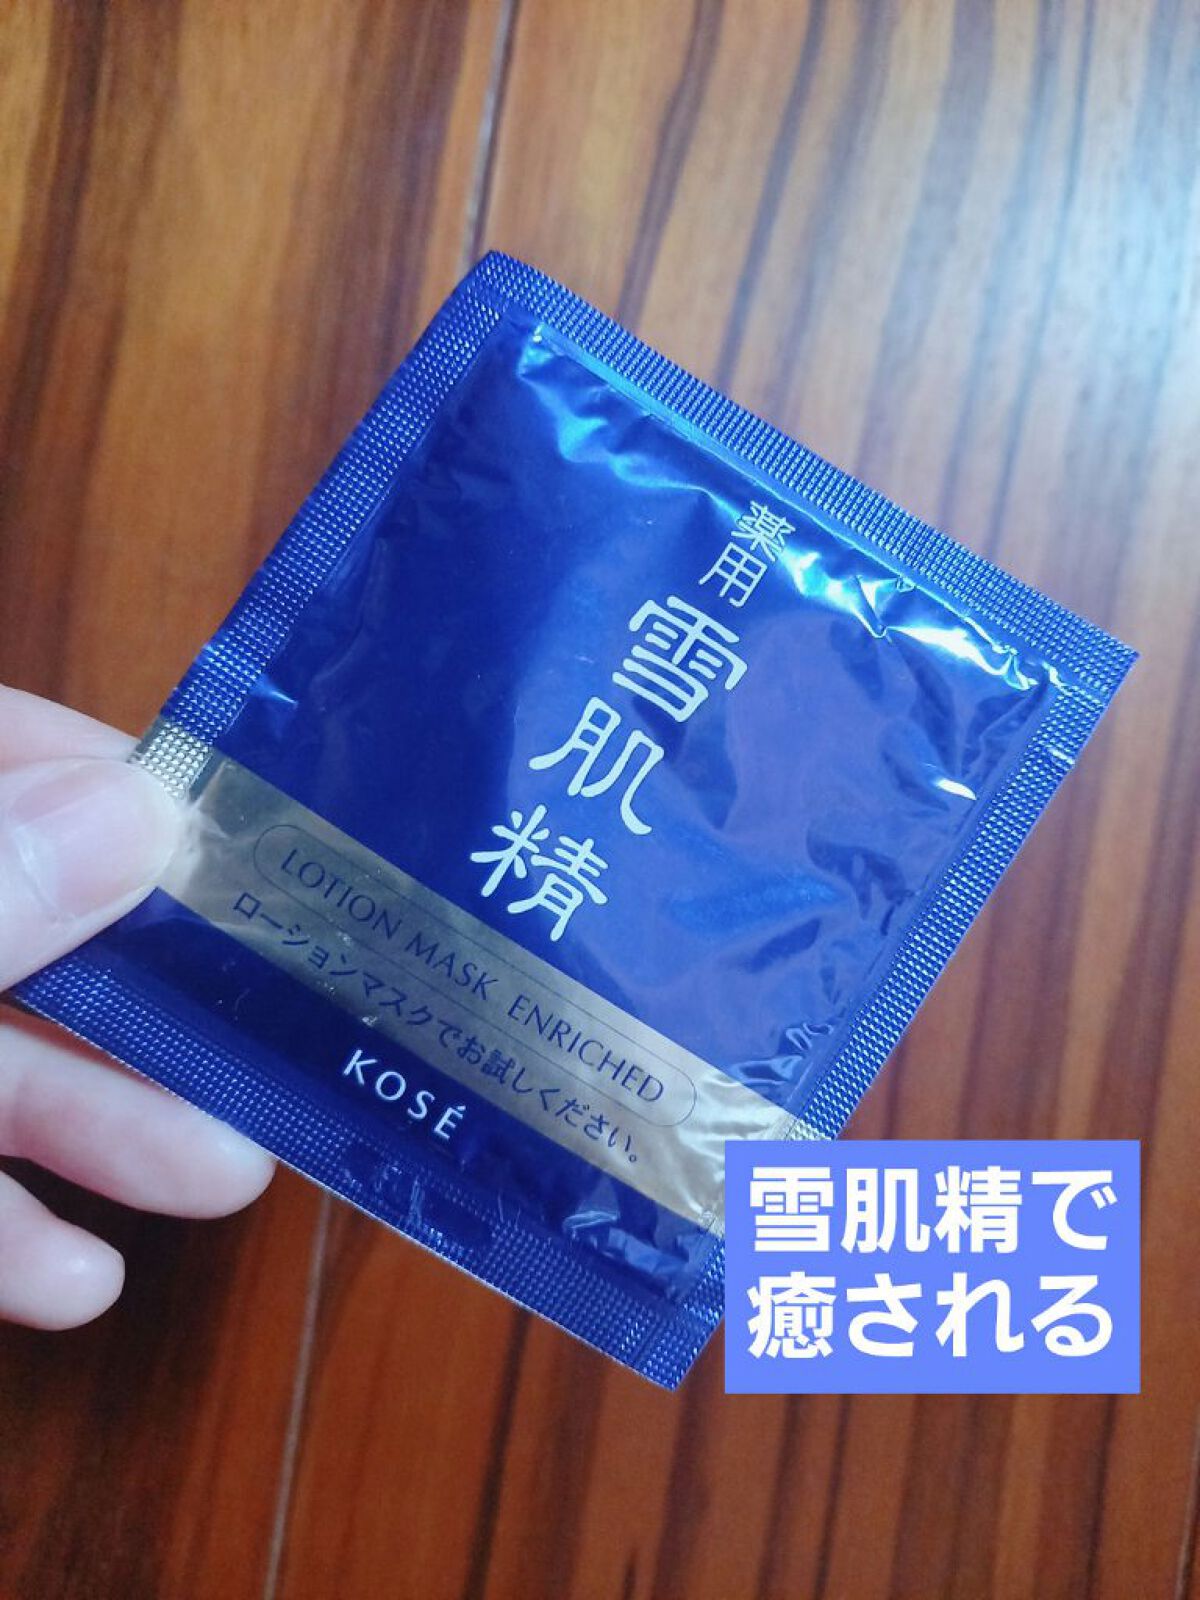 薬用
雪肌精
LOTION MASK ENRICHED
ローションマスクでお試しください。
KOSÉ
雪肌精で
癒される